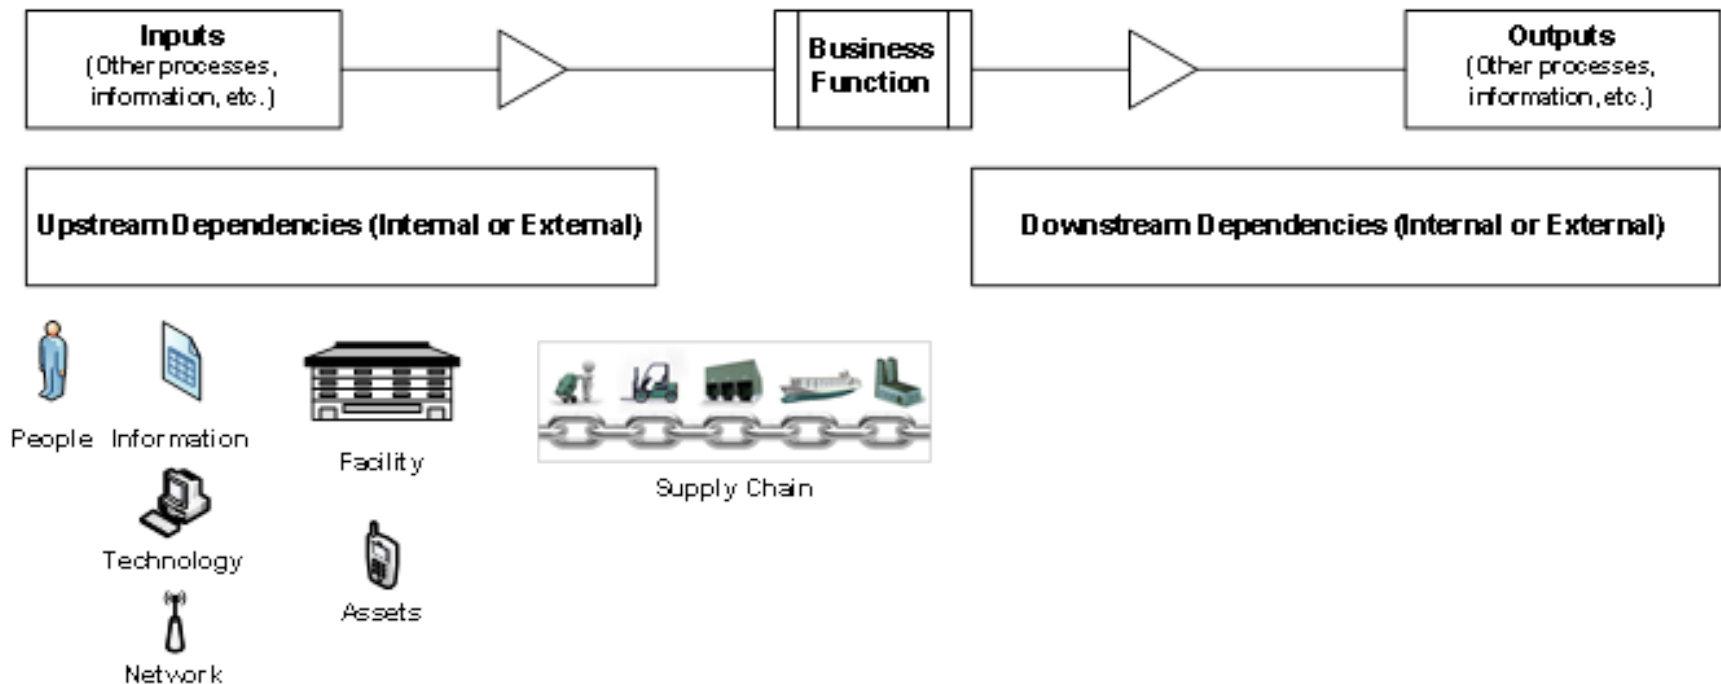 Inputs
(Other processes,
information, etc.)
Business
Function
Outputs
(Other processes,
information, etc.)
Upstream Dependencies (Internal or External)
Downstream Dependencies (Internal or External)
People
Information
Facility
Supply Chain
Technology
Assets
Network